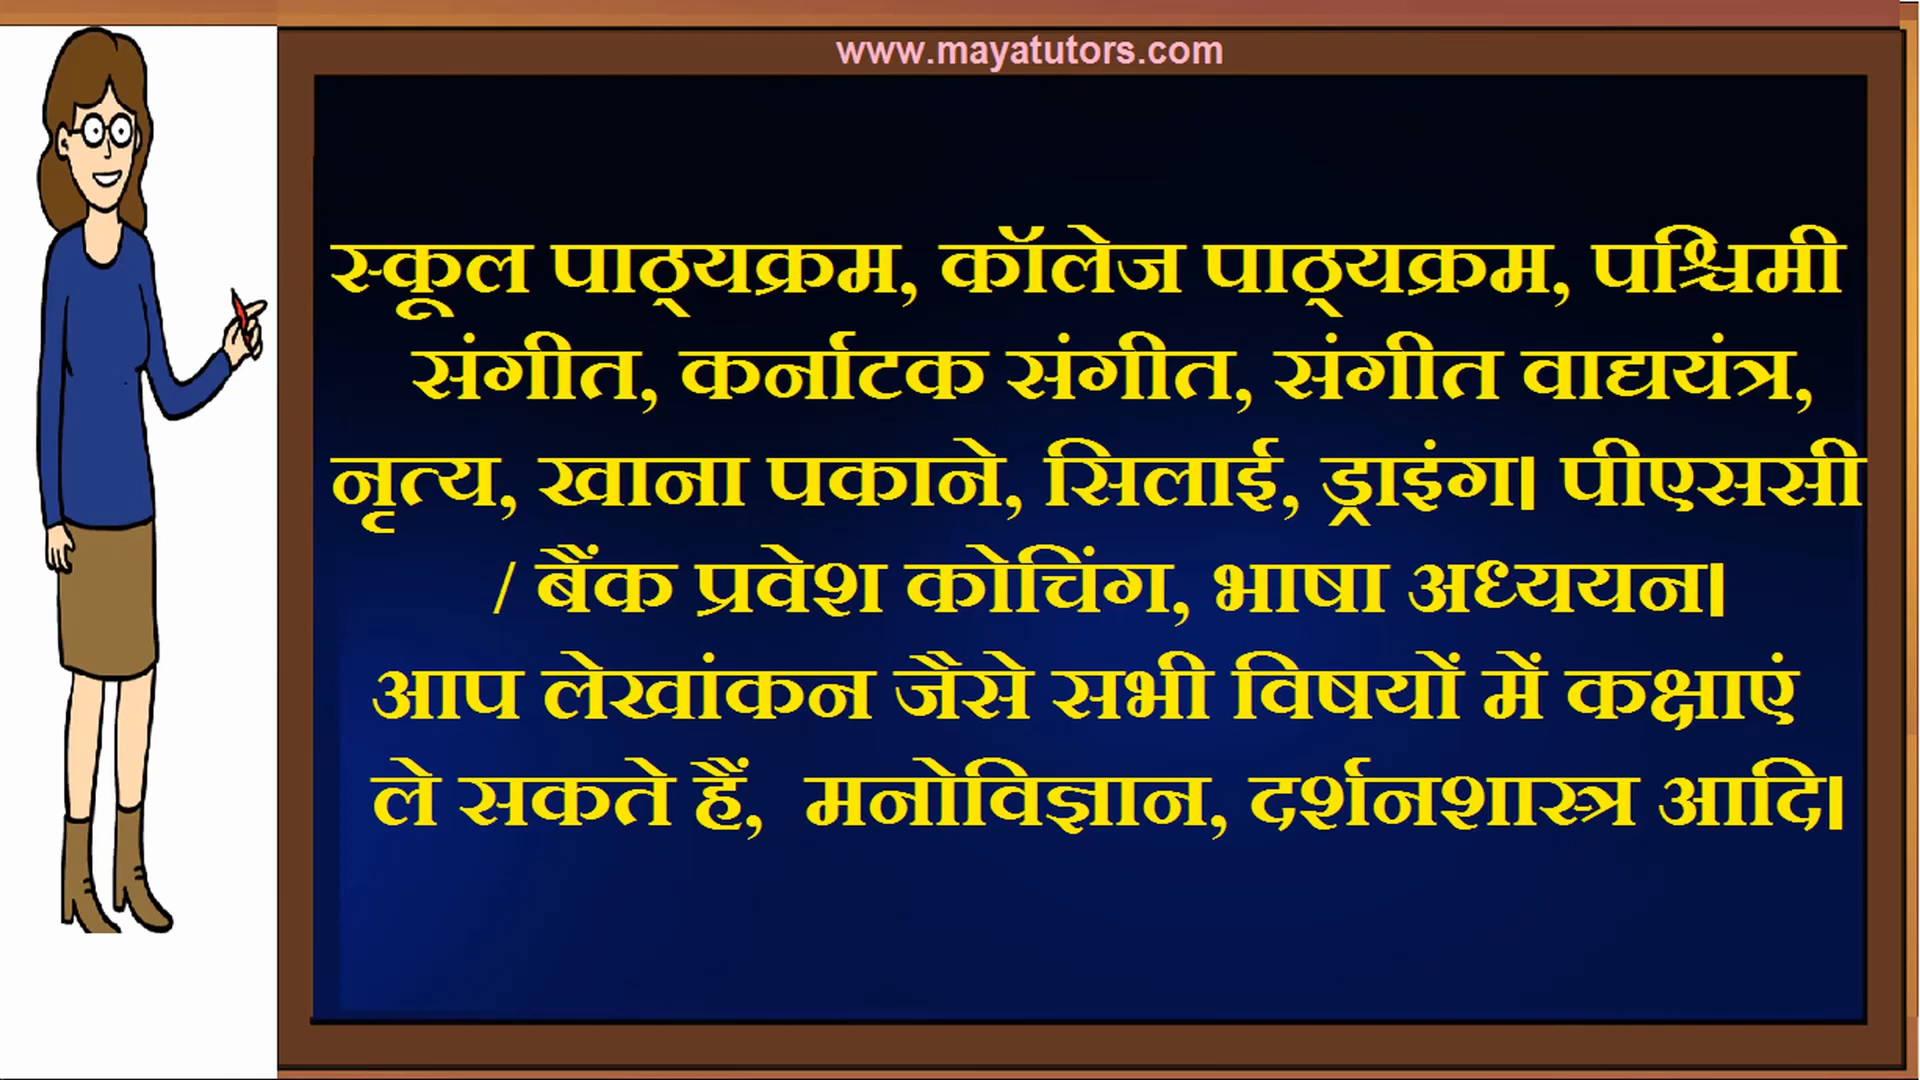 www.mayatutors.com
स्कूल पाठ्यक्रम, कॉलेज पाठ्यक्रम, पश्चिमी
संगीत, कर्नाटक संगीत, संगीत वाद्ययंत्र,
नृत्य, खाना पकाने, सिलाई, ड्राइंग। पीएससी
/ बैंक प्रवेश कोचिंग, भाषा अध्ययन।
आप लेखांकन जैसे सभी विषयों में कक्षाएं
ले सकते हैं, मनोविज्ञान, दर्शनशास्त्र आदि।